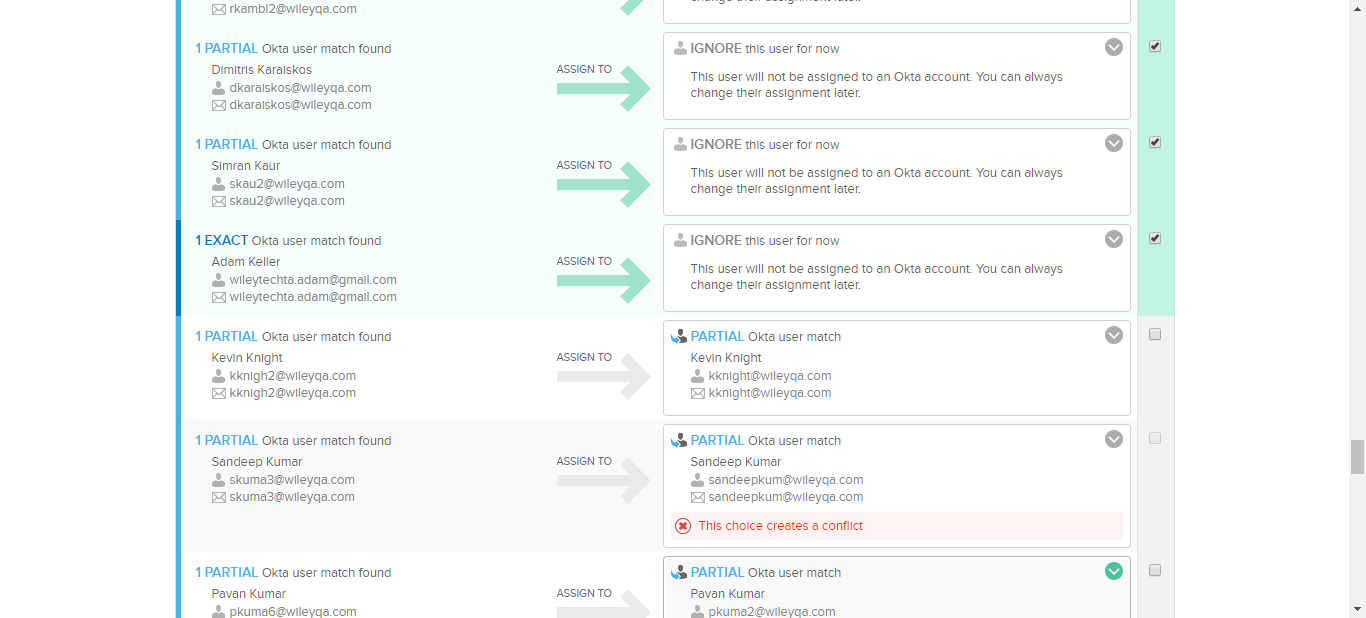 rkambl2@wileyqa.com
change their assignment later.
1 PARTIAL Okta user match found
Dimitris Karaiskos
dkaraiskos@wileyqa.com
dkaraiskos@wileyqa.com
ASSIGN TO
IGNORE this user for now
This user will not be assigned to an Okta account. You can always
change their assignment later.
1 PARTIAL Okta user match found
Simran Kaur
skau2@wileyqa.com
skau2@wileyqa.com
ASSIGN TO
IGNORE this user for now
This user will not be assigned to an Okta account. You can always
change their assignment later.
1 EXACT Okta user match found
Adam Keller
wileytechta.adam@gmail.com
wileytechta.adam@gmail.com
ASSIGN TO
IGNORE this user for now
This user will not be assigned to an Okta account. You can always
change their assignment later.
1 PARTIAL Okta user match found
Kevin Knight
kknigh2@wileyqa.com
kknigh2@wileyqa.com
ASSIGN TO
PARTIAL Okta user match
Kevin Knight
kknight@wileyqa.com
kknight@wileyqa.com
1 PARTIAL Okta user match found
Sandeep Kumar
skuma3@wileyqa.com
skuma3@wileyqa.com
ASSIGN TO
PARTIAL Okta user match
Sandeep Kumar
sandeepkum@wileyqa.com
sandeepkum@wileyqa.com
This choice creates a conflict
1 PARTIAL Okta user match found
Pavan Kumar
pkuma6@wileyqa.com
ASSIGN TO
PARTIAL Okta user match
Pavan Kumar
pkuma2@wileyqa.com